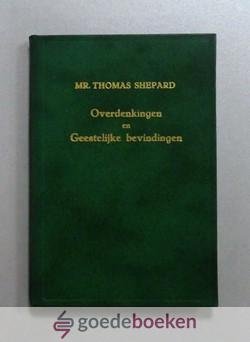 MR. THOMAS SHEPARD
Overdenkingen
en
Geestelijke bevindingen
goedeboeken